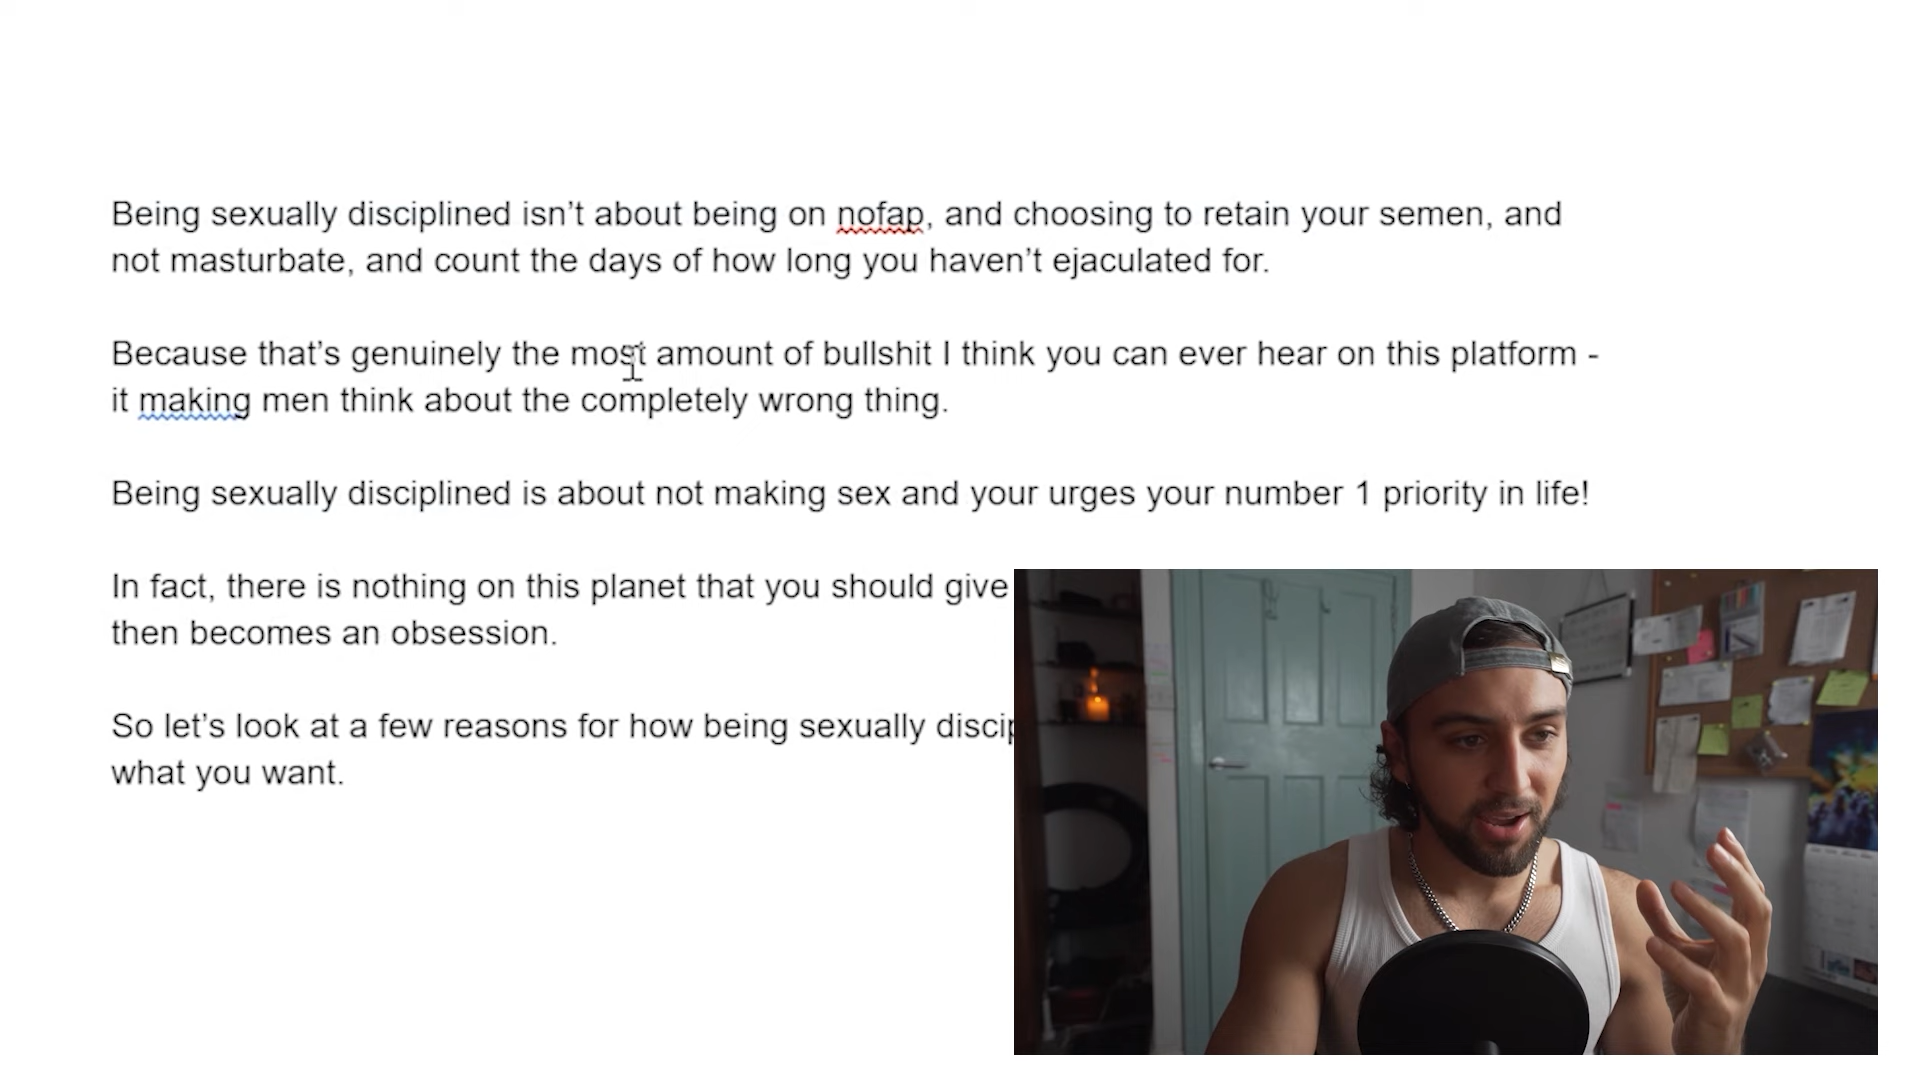 Being sexually disciplined isn’t about being on nofap, and choosing to retain your semen, and
not masturbate, and count the days of how long you haven’t ejaculated for.
Because that’s genuinely the most amount of bullshit I think you can ever hear on this platform -
it making men think about the completely wrong thing.
Being sexually disciplined is about not making sex and your urges your number 1 priority in life!
In fact, there is nothing on this planet that you should give
then becomes an obsession.
So let’s look at a few reasons for how being sexually
what you want.